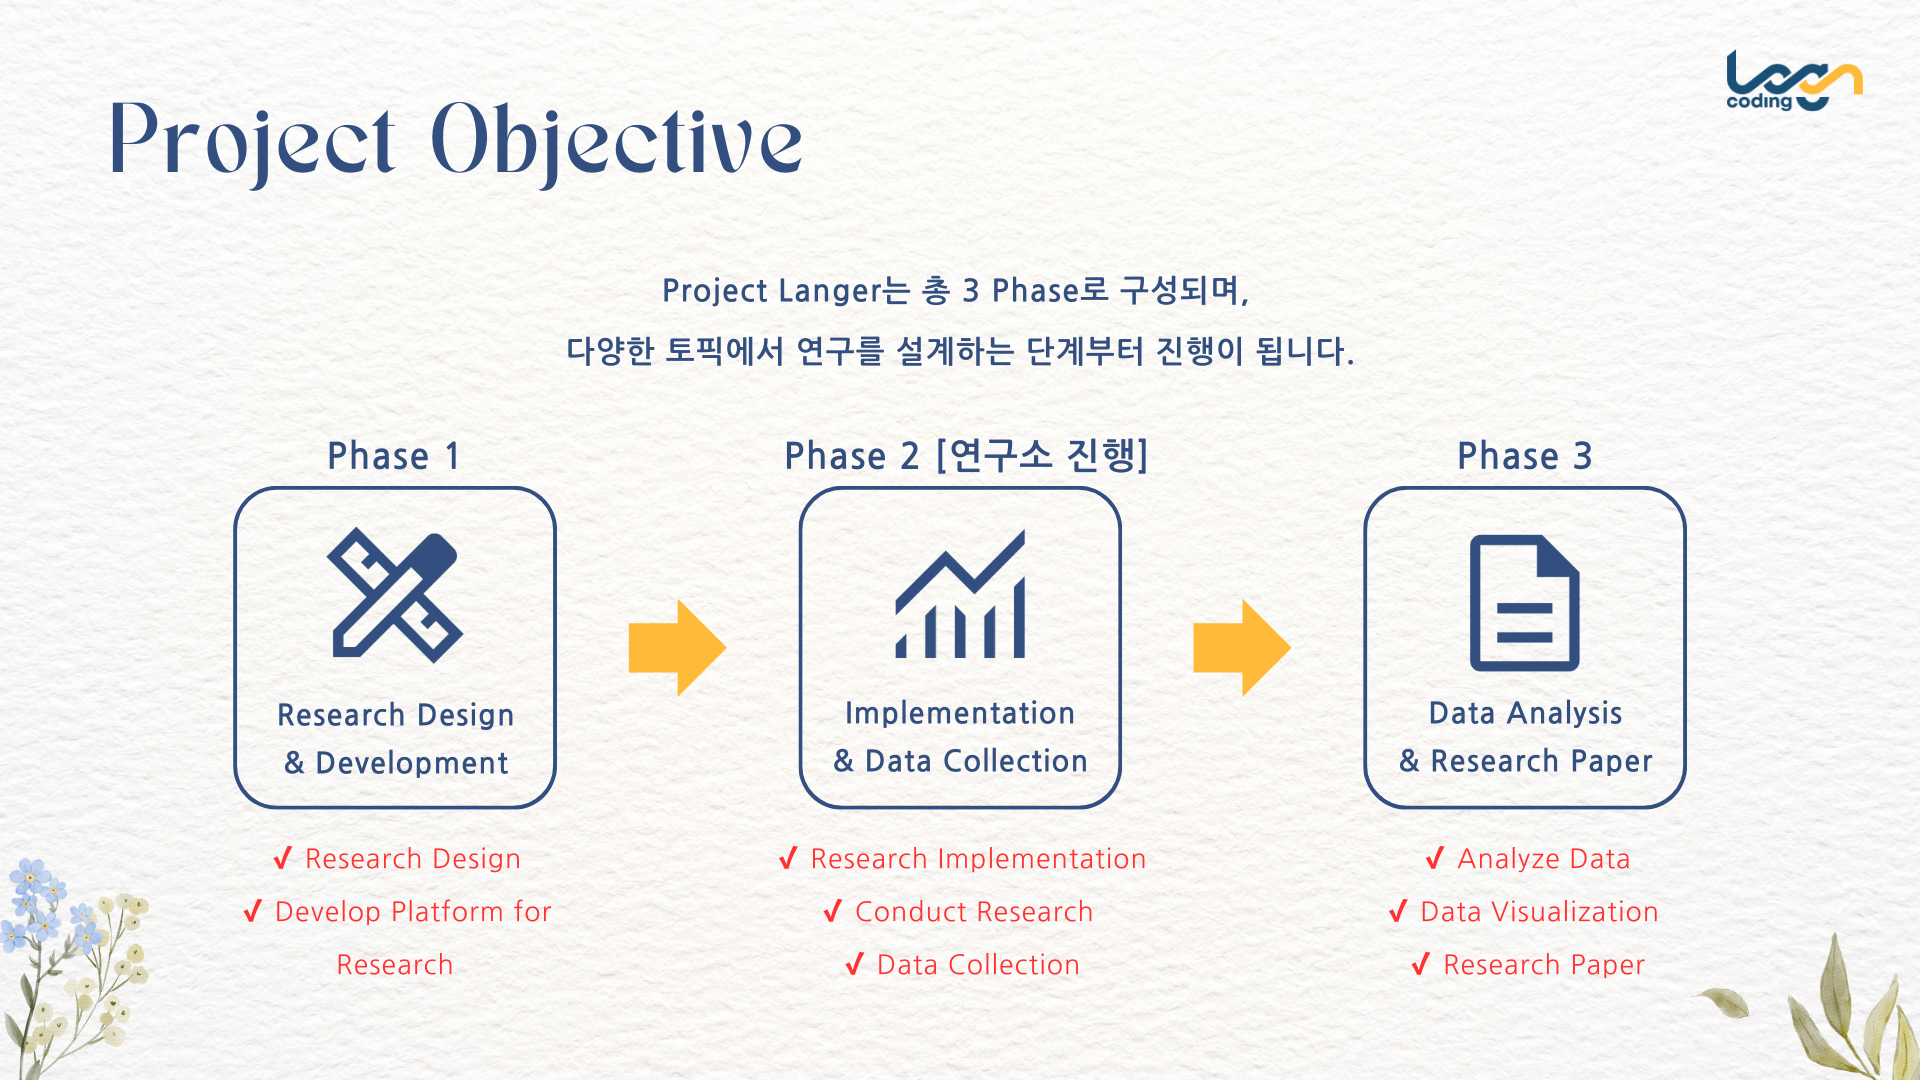 Project Objective
Logn
coding
Project Langer는 총 3 Phase로 구성되며,
다양한 토픽에서 연구를 설계하는 단계부터 진행이 됩니다.
Phase 1
Research Design
& Development
✓ Research Design
✓ Develop Platform for
Research
Phase 2 [연구소 진행]
Implementation
& Data Collection
✓ Research Implementation
✓ Conduct Research
✓ Data Collection
Phase 3
Data Analysis
& Research Paper
✓ Analyze Data
✓ Data Visualization
✓ Research Paper